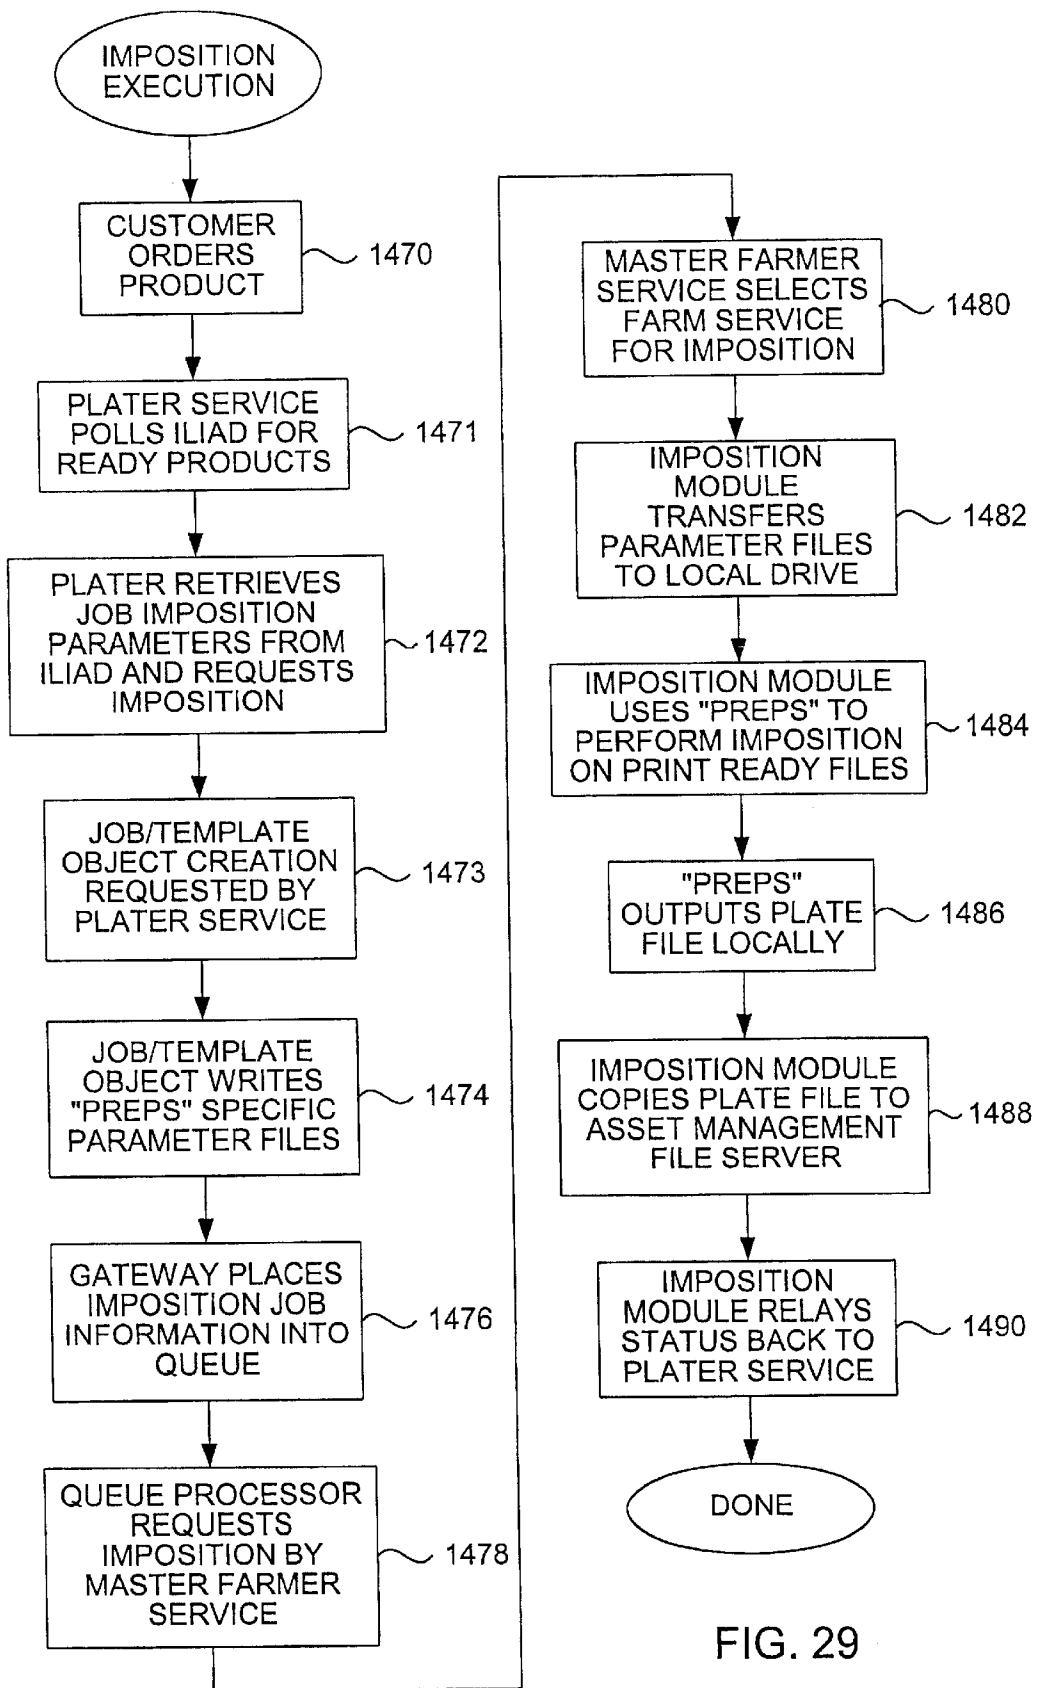 IMPOSITION
EXECUTION
CUSTOMER
ORDERS
PRODUCT
1470
PLATER SERVICE
POLLS ILIAD FOR
READY PRODUCTS
1471
PLATER RETRIEVES
JOB IMPOSITION
PARAMETERS FROM
ILIAD AND REQUESTS
IMPOSITION
1472
JOB/TEMPLATE
OBJECT CREATION
REQUESTED BY
PLATER SERVICE
1473
JOB/TEMPLATE
OBJECT WRITES
"PREPS" SPECIFIC
PARAMETER FILES
1474
GATEWAY PLACES
IMPOSITION JOB
INFORMATION INTO
QUEUE
1476
QUEUE PROCESSOR
REQUESTS
IMPOSITION BY
MASTER FARMER
SERVICE
1478
MASTER FARMER
SERVICE SELECTS
FARM SERVICE
FOR IMPOSITION
1480
IMPOSITION
MODULE
TRANSFERS
PARAMETER FILES
TO LOCAL DRIVE
1482
IMPOSITION MODULE
USES "PREPS" TO
PERFORM IMPOSITION
ON PRINT READY FILES
1484
"PREPS"
OUTPUTS PLATE
FILE LOCALLY
1486
IMPOSITION MODULE
COPIES PLATE FILE TO
ASSET MANAGEMENT
FILE SERVER
1488
IMPOSITION
MODULE RELAYS
STATUS BACK TO
PLATER SERVICE
1490
DONE
FIG. 29